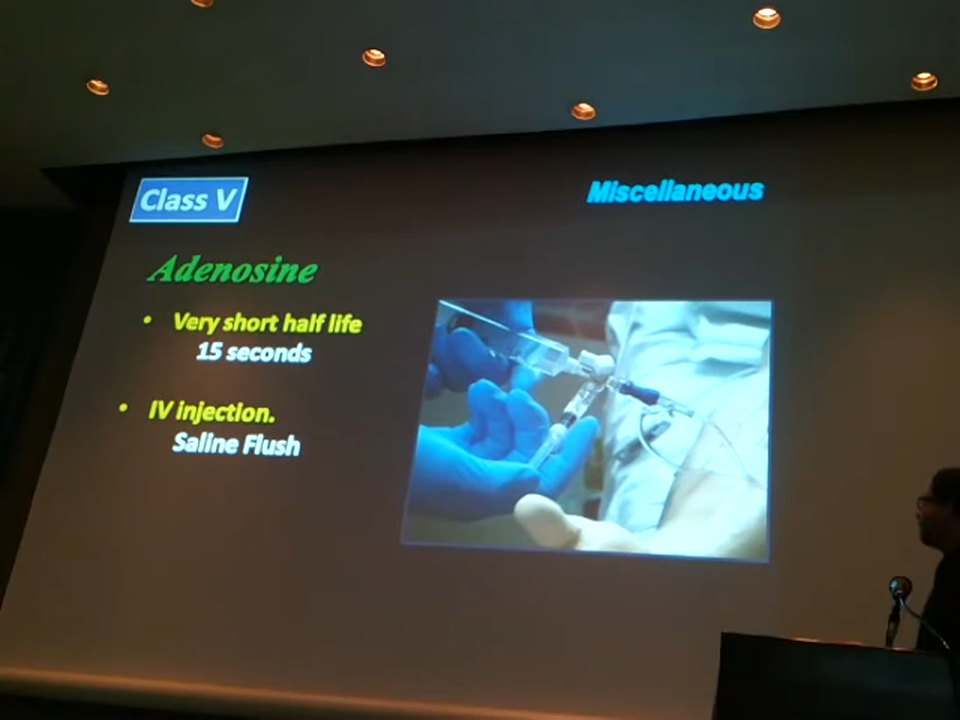 Class V
Miscellaneous
Adenosine
• Very short half life
15 seconds
• IV injection.
Saline Flush